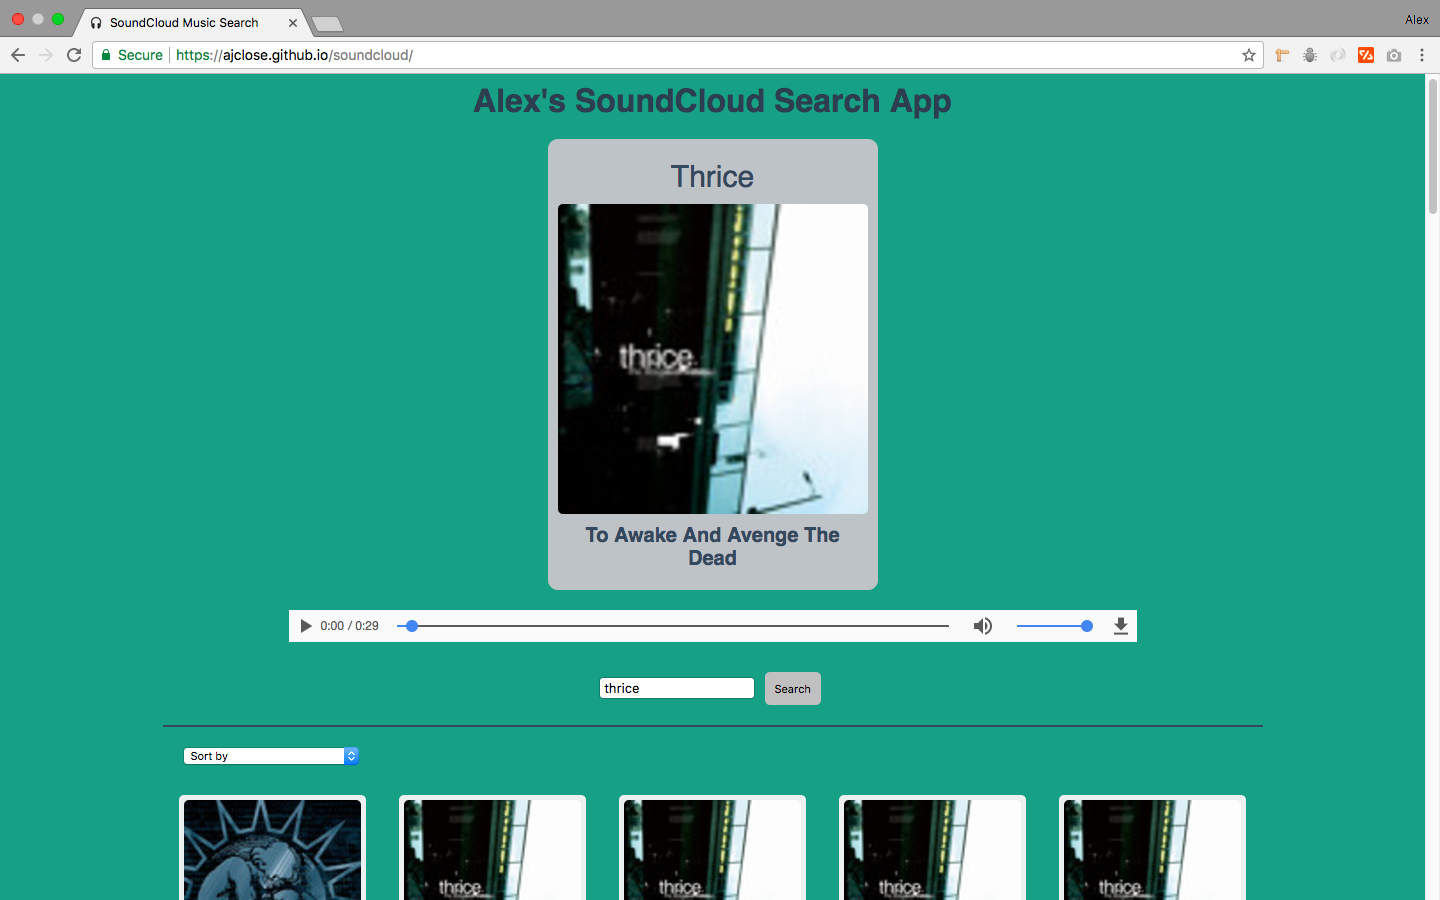 SoundCloud Music Search
Alex
Secure
https://ajclose.github.io/soundcloud/
Alex's SoundCloud Search App
Thrice
thrice.
To Awake And Avenge The
Dead
0:00 / 0:29
thrice
Search
Sort by
thrice.
thrice.
thrice.
thrice.